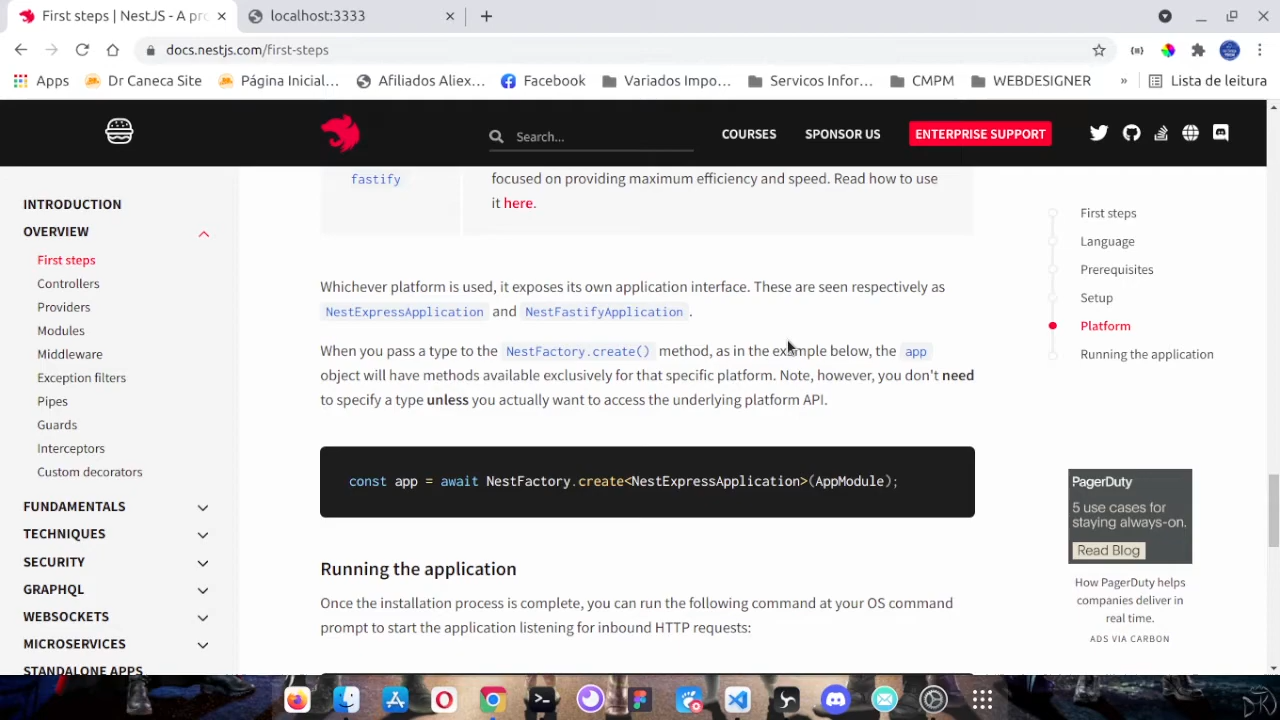 First steps | NestJS - A pro
localhost:3333
docs.nestjs.com/first-steps
Apps
Dr Caneca Site
Página Inicial...
Afiliados Aliex...
Facebook
Variados Impo...
Servicos Infor...
CMPM
WEBDESIGNER
»
Lista de leitura
Search...
COURSES
SPONSOR US
ENTERPRISE SUPPORT
INTRODUCTION
OVERVIEW
First steps
Controllers
Providers
Modules
Middleware
Exception filters
Pipes
Guards
Interceptors
Custom decorators
FUNDAMENTALS
TECHNIQUES
SECURITY
GRAPHQL
WEBSOCKETS
MICROSERVICES
STANDALONE APPS
fastify
focused on providing maximum efficiency and speed. Read how to use
it here.
Whichever platform is used, it exposes its own application interface. These are seen respectively as
NestExpressApplication and NestFastifyApplication.
When you pass a type to the NestFactory.create() method, as in the example below, the app
object will have methods available exclusively for that specific platform. Note, however, you don't need
to specify a type unless you actually want to access the underlying platform API.
const app = await NestFactory.create<NestExpressApplication>(AppModule);
Running the application
Once the installation process is complete, you can run the following command at your OS command
prompt to start the application listening for inbound HTTP requests:
First steps
Language
Prerequisites
Setup
Platform
Running the application
PagerDuty
5 use cases for
staying always-on.
Read Blog
How PagerDuty helps
companies deliver in
real time.
ADS VIA CARBON